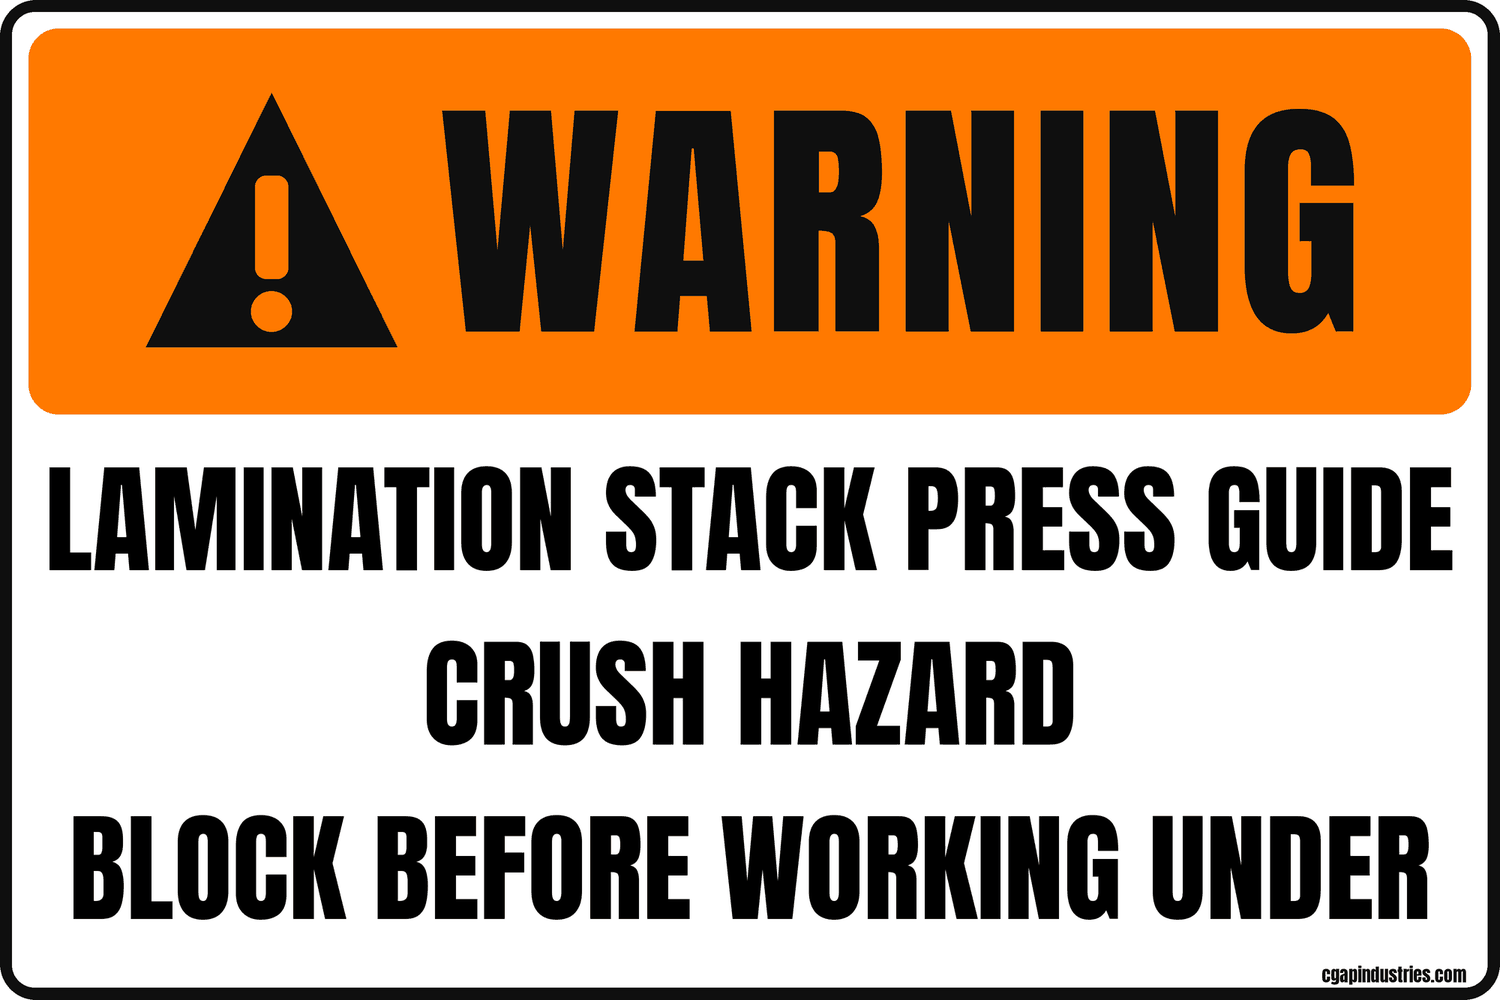 WARNING
LAMINATION STACK PRESS GUIDE
CRUSH HAZARD
BLOCK BEFORE WORKING UNDER
cgapindustries.com